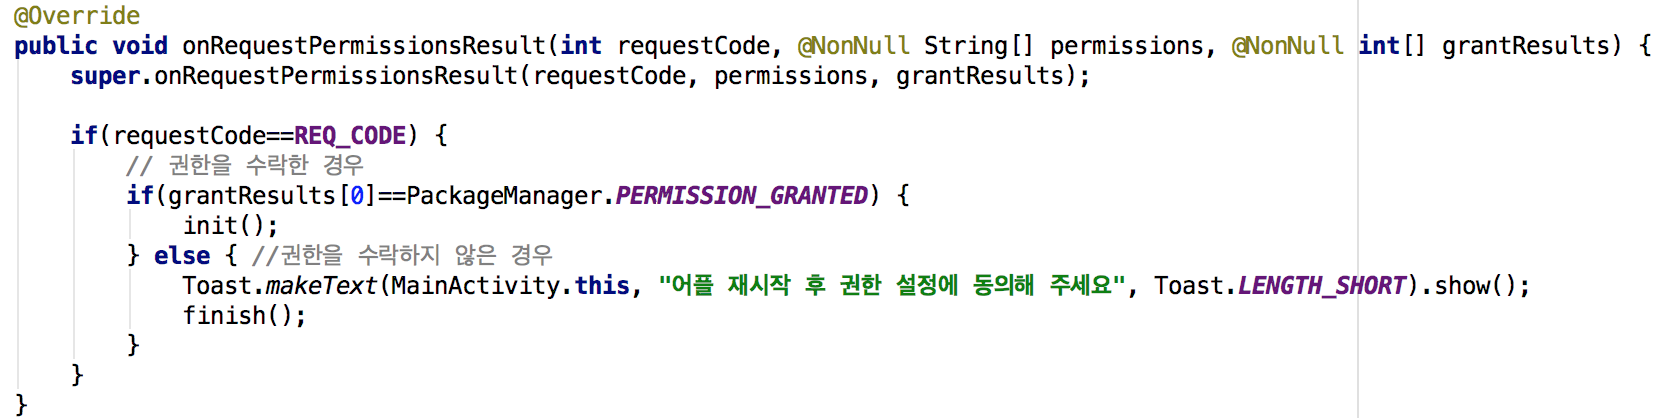 @Override
public void onRequestPermissionsResult(int requestCode, @NonNull String[] permissions, @NonNull int[] grantResults) {
    super.onRequestPermissionsResult(requestCode, permissions, grantResults);

    if(requestCode==REQ_CODE) {
        // 권한을 수락한 경우
        if(grantResults[0]==PackageManager.PERMISSION_GRANTED) {
            init();
        } else { //권한을 수락하지 않은 경우
            Toast.makeText(MainActivity.this, "어플 재시작 후 권한 설정에 동의해 주세요", Toast.LENGTH_SHORT).show();
            finish();
        }
    }
}